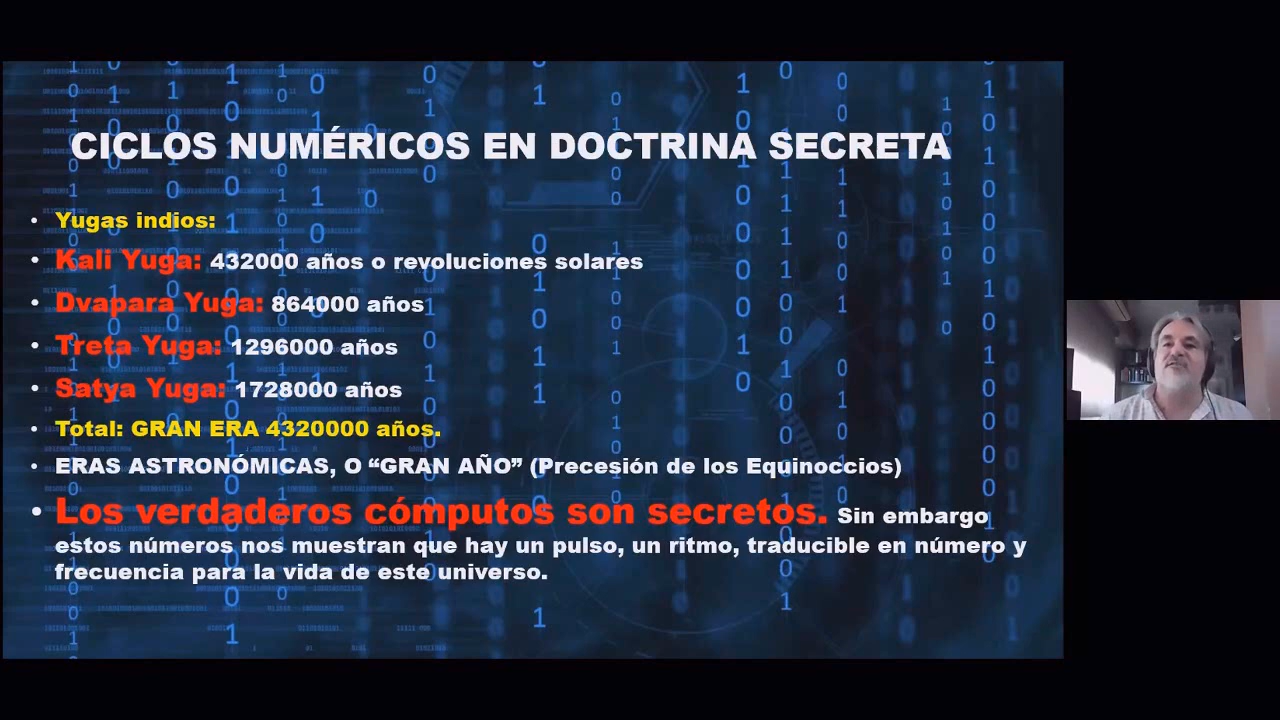 CICLOS NUMÉRICOS EN DOCTRINA SECRETA
• Yugas indios:
• Kali Yuga: 432000 años o revoluciones solares
• Dvapara Yuga: 864000 años
• Treta Yuga: 1296000 años
• Satya Yuga: 1728000 años
• Total: GRAN ERA 4320000 años.
• ERAS ASTRONÓMICAS, O “GRAN AÑO” (Precesión de los Equinoccios)
• Los verdaderos cómputos son secretos. Sin embargo
estos números nos muestran que hay un pulso, un ritmo, traducible en número y
frecuencia para la vida de este universo.